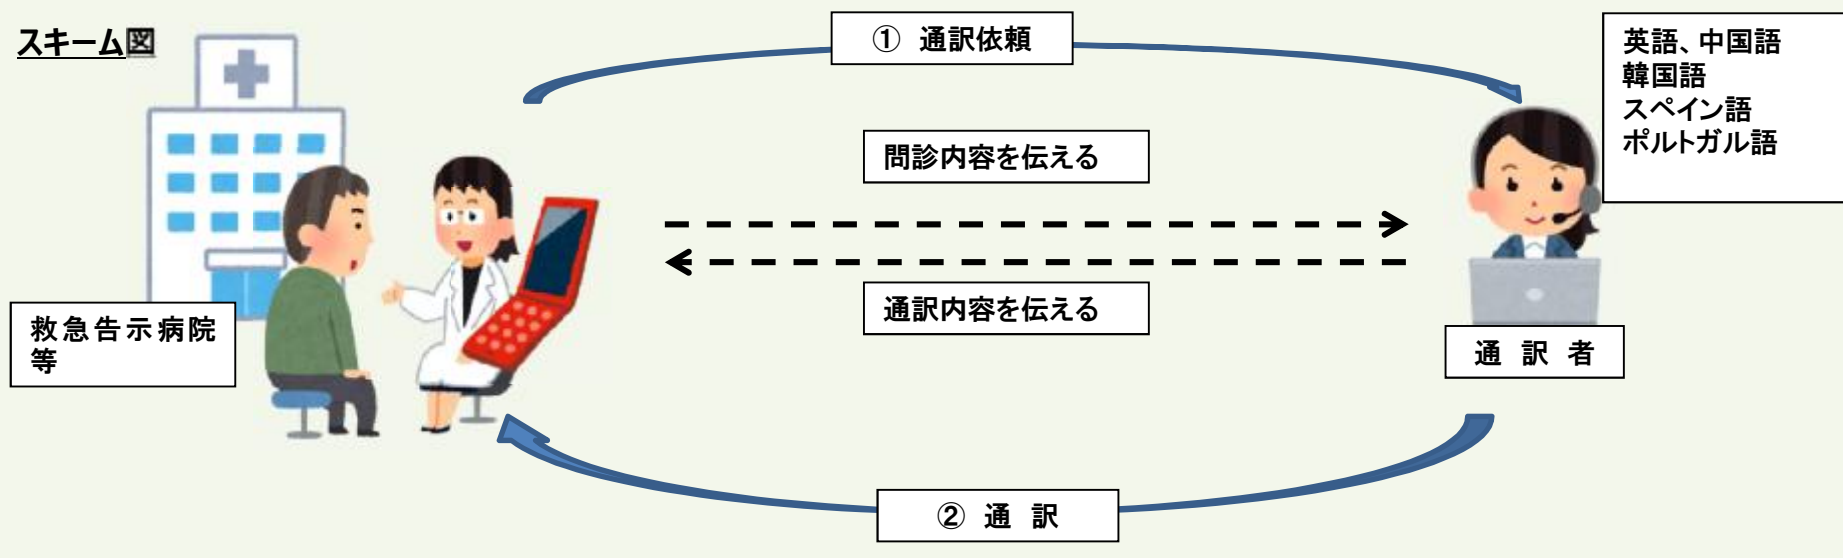 スキーム図
① 通訳依頼
英語、中国語
韓国語
スペイン語
ポルトガル語
問診内容を伝える
通訳内容を伝える
救急告示病院
等
通 訳 者
② 通 訳